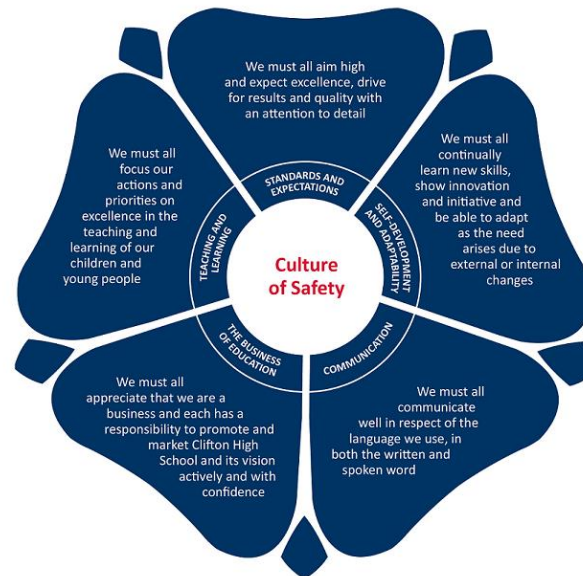 We must all aim high
and expect excellence, drive
for results and quality with
an attention to detail
STANDARDS AND
EXPECTATIONS
We must all
continually
learn new skills,
show innovation
and initiative and
be able to adapt
as the need
arises due to
external or internal
changes
SELF-DEVELOPMENT
AND ADAPTABILITY
We must all
communicate
well in respect of the
language we use, in
both the written and
spoken word
COMMUNICATION
We must all
appreciate that we are a
business and each has a
responsibility to promote and
market Clifton High
School and its vision
actively and with
confidence
THE BUSINESS
OF EDUCATION
We must all
focus our
actions and
priorities on
excellence in the
teaching and
learning of our
children and
young people
TEACHING AND
LEARNING
Culture
of Safety